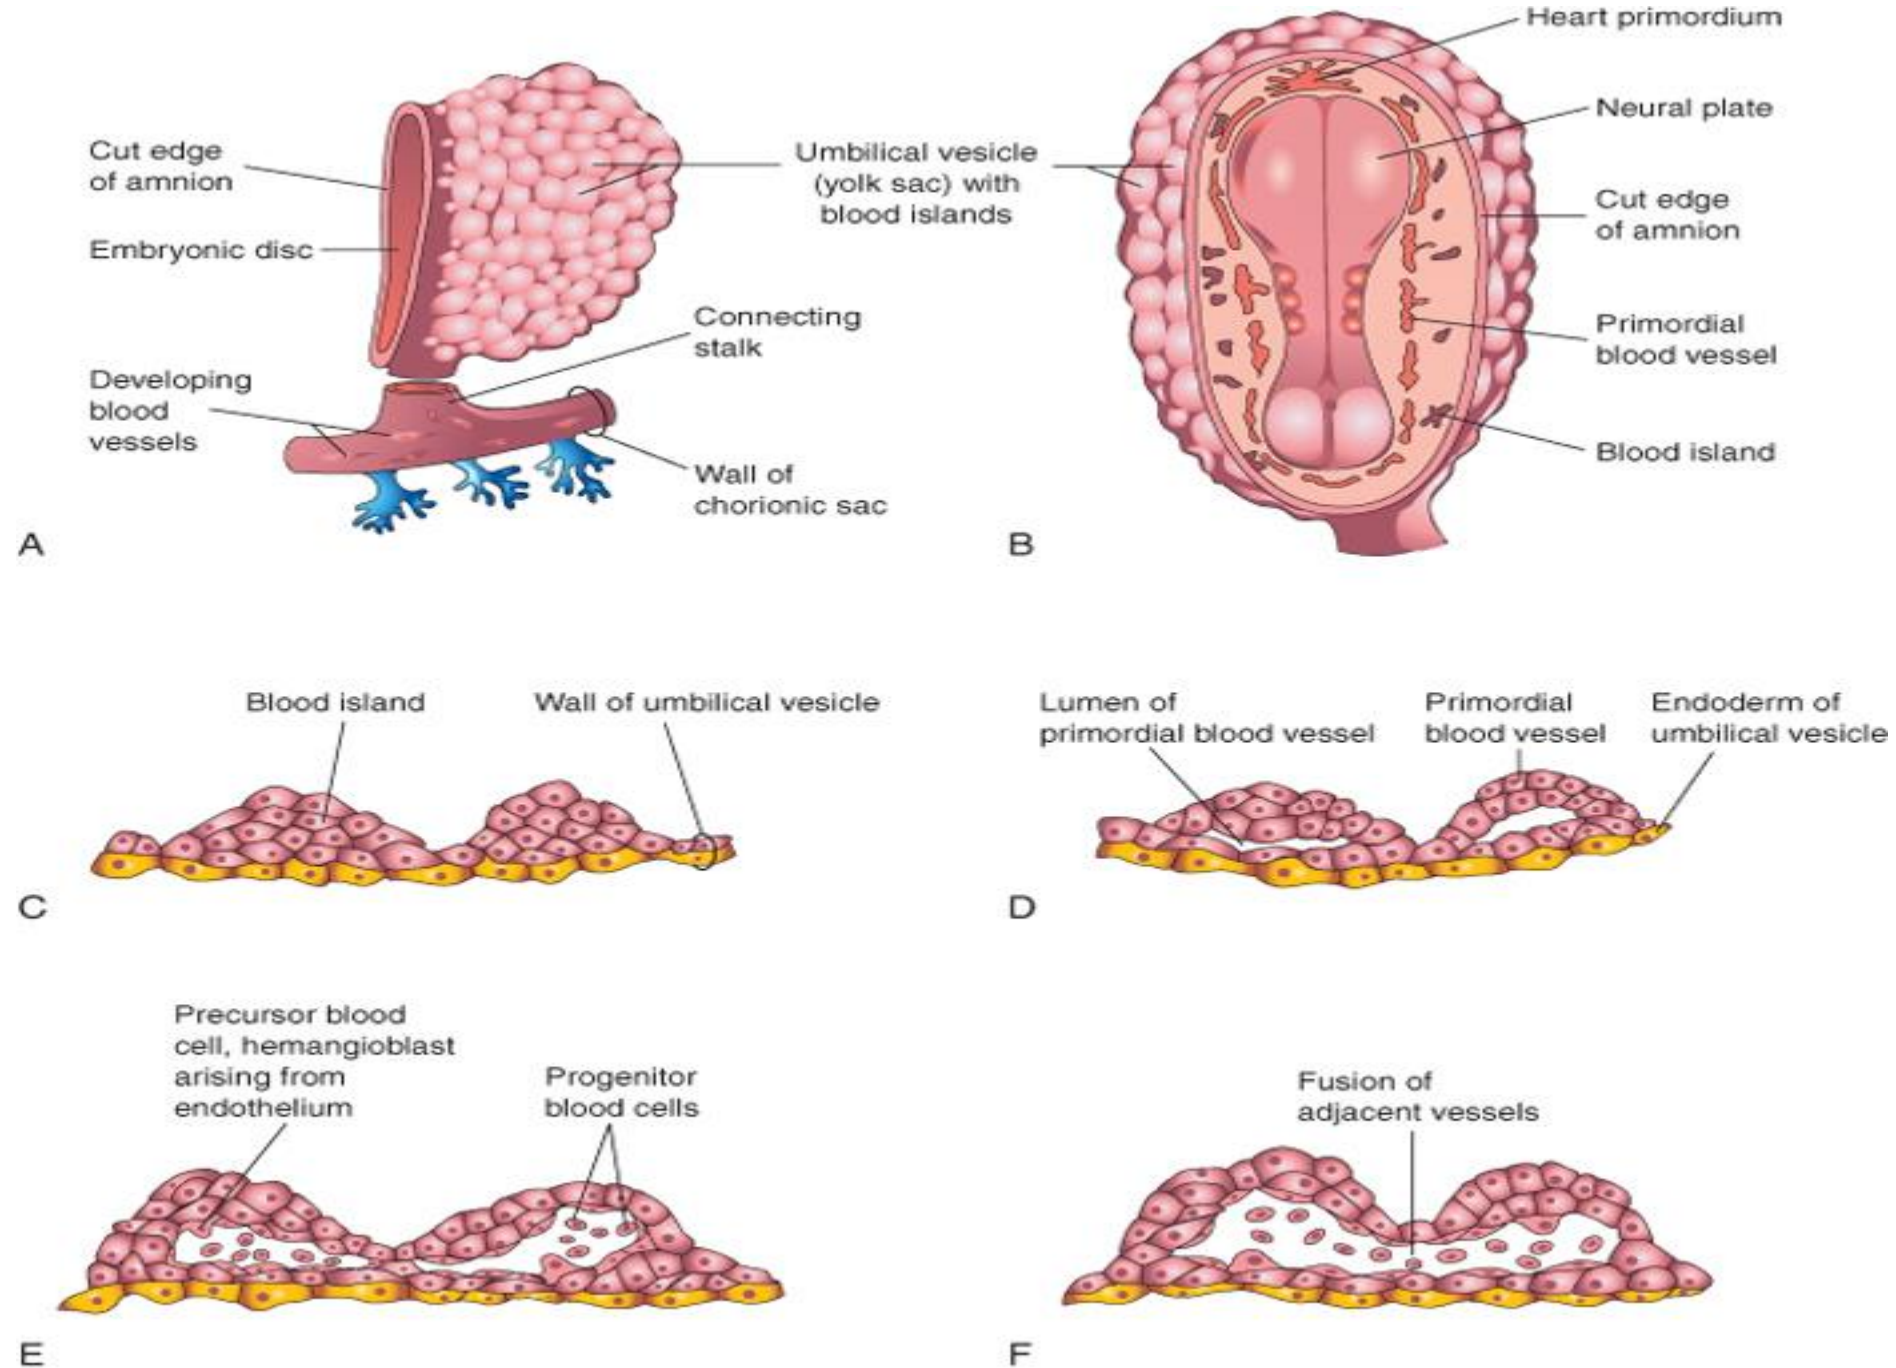 Cut edge
of amnion
Embryonic disc
Developing
blood
vessels
Umbilical vesicle
(yolk sac) with
blood islands
Connecting
stalk
Wall of
chorionic sac
A
Heart primordium
Neural plate
Cut edge
of amnion
Primordial
blood vessel
Blood island
B
Blood island
Wall of umbilical vesicle
C
Lumen of
primordial blood vessel
Primordial
blood vessel
Endoderm of
umbilical vesicle
D
Precursor blood
cell, hemangioblast
arising from
endothelium
Progenitor
blood cells
E
Fusion of
adjacent vessels
F